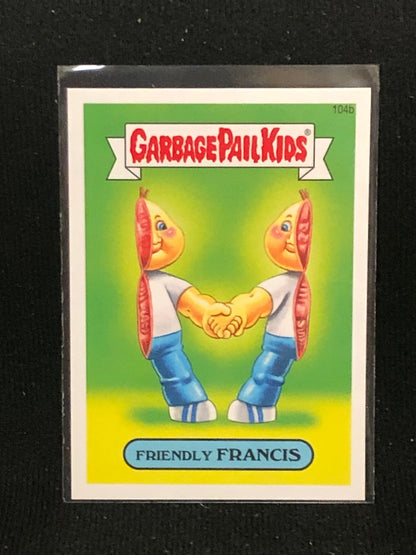 104b
GARBAGE PAIL KIDS®
FRIENDLY FRANCIS